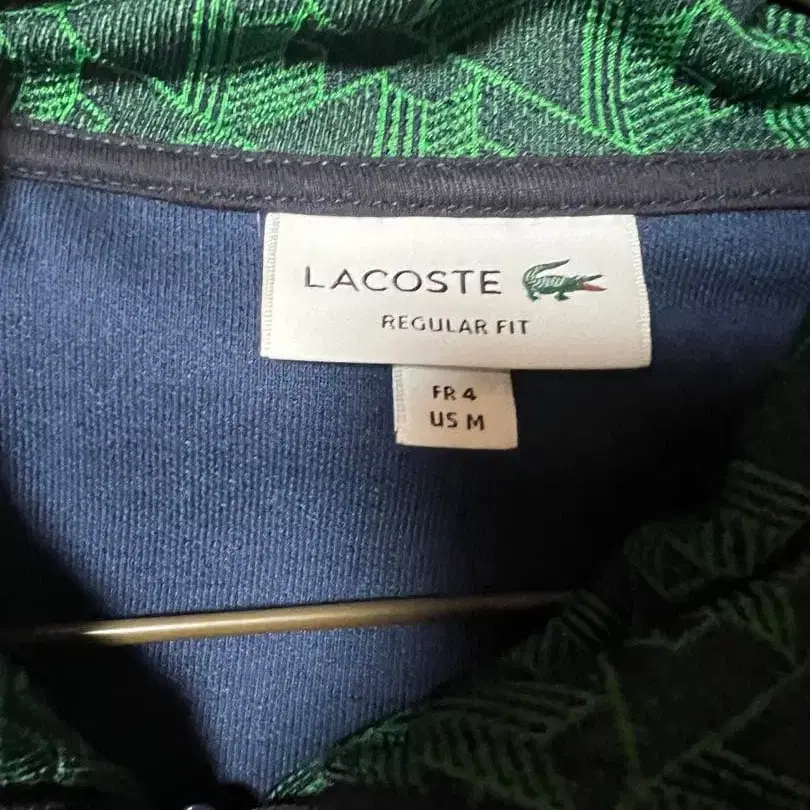 LACOSTE
REGULAR FIT
FR 4
US M